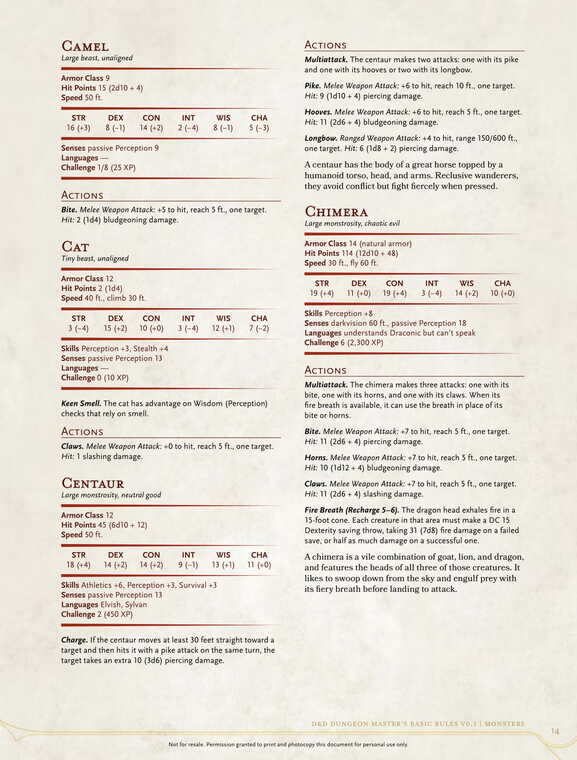 Camel
Large beast, unaligned
Armor Class 9
Hit Points 15 (2d10 + 4)
Speed 50 ft.
STR DEX CON INT WIS CHA
16 (+3) 8 (–1) 14 (+2) 2 (–4) 8 (–1) 5 (–3)
Senses passive Perception 9
Languages —
Challenge 1/8 (25 XP)
Actions
Bite. Melee Weapon Attack: +5 to hit, reach 5 ft., one target.
Hit: 2 (1d4) bludgeoning damage.
Cat
Tiny beast, unaligned
Armor Class 12
Hit Points 2 (1d4)
Speed 40 ft., climb 30 ft.
STR DEX CON INT WIS CHA
3 (–4) 15 (+2) 10 (+0) 3 (–4) 12 (+1) 7 (–2)
Skills Perception +3, Stealth +4
Senses passive Perception 13
Languages —
Challenge 0 (10 XP)
Keen Smell. The cat has advantage on Wisdom (Perception)
checks that rely on smell.
Actions
Claws. Melee Weapon Attack: +0 to hit, reach 5 ft., one target.
Hit: 1 slashing damage.
Centaur
Large monstrosity, neutral good
Armor Class 12
Hit Points 45 (6d10 + 12)
Speed 50 ft.
STR DEX CON INT WIS CHA
18 (+4) 14 (+2) 14 (+2) 9 (–1) 13 (+1) 11 (+0)
Skills Athletics +6, Perception +3, Survival +3
Senses passive Perception 13
Languages Elvish, Sylvan
Challenge 2 (450 XP)
Charge. If the centaur moves at least 30 feet straight toward a
target and then hits it with a pike attack on the same turn, the
target takes an extra 10 (3d6) piercing damage.
Actions
Multiattack. The centaur makes two attacks: one with its pike
and one with its hooves or two with its longbow.
Pike. Melee Weapon Attack: +6 to hit, reach 10 ft., one target.
Hit: 9 (1d10 + 4) piercing damage.
Hooves. Melee Weapon Attack: +6 to hit, reach 5 ft., one target.
Hit: 11 (2d6 + 4) bludgeoning damage.
Longbow. Ranged Weapon Attack: +4 to hit, range 150/600 ft.,
one target. Hit: 6 (1d8 + 2) piercing damage.
A centaur has the body of a great horse topped by a
humanoid torso, head, and arms. Reclusive wanderers,
they avoid conflict but fight fiercely when pressed.
Chimera
Large monstrosity, chaotic evil
Armor Class 14 (natural armor)
Hit Points 114 (12d10 + 48)
Speed 30 ft., fly 60 ft.
STR DEX CON INT WIS CHA
19 (+4) 11 (+0) 19 (+4) 3 (–4) 14 (+2) 10 (+0)
Skills Perception +8
Senses darkvision 60 ft., passive Perception 18
Languages understands Draconic but can't speak
Challenge 6 (2,300 XP)
Actions
Multiattack. The chimera makes three attacks: one with its
bite, one with its horns, and one with its claws. When its
fire breath is available, it can use the breath in place of its
bite or horns.
Bite. Melee Weapon Attack: +7 to hit, reach 5 ft., one target.
Hit: 11 (2d6 + 4) piercing damage.
Horns. Melee Weapon Attack: +7 to hit, reach 5 ft., one target.
Hit: 10 (1d12 + 4) bludgeoning damage.
Claws. Melee Weapon Attack: +7 to hit, reach 5 ft., one target.
Hit: 11 (2d6 + 4) slashing damage.
Fire Breath (Recharge 5–6). The dragon head exhales fire in a
15-foot cone. Each creature in that area must make a DC 15
Dexterity saving throw, taking 31 (7d8) fire damage on a failed
save, or half as much damage on a successful one.
A chimera is a vile combination of goat, lion, and dragon,
and features the heads of all three of those creatures. It
likes to swoop down from the sky and engulf prey with
its fiery breath before landing to attack.
D&D Dungeon Master's Basic Rules v0.3 | Monsters
14
Not for resale. Permission granted to print and photocopy this document for personal use only.